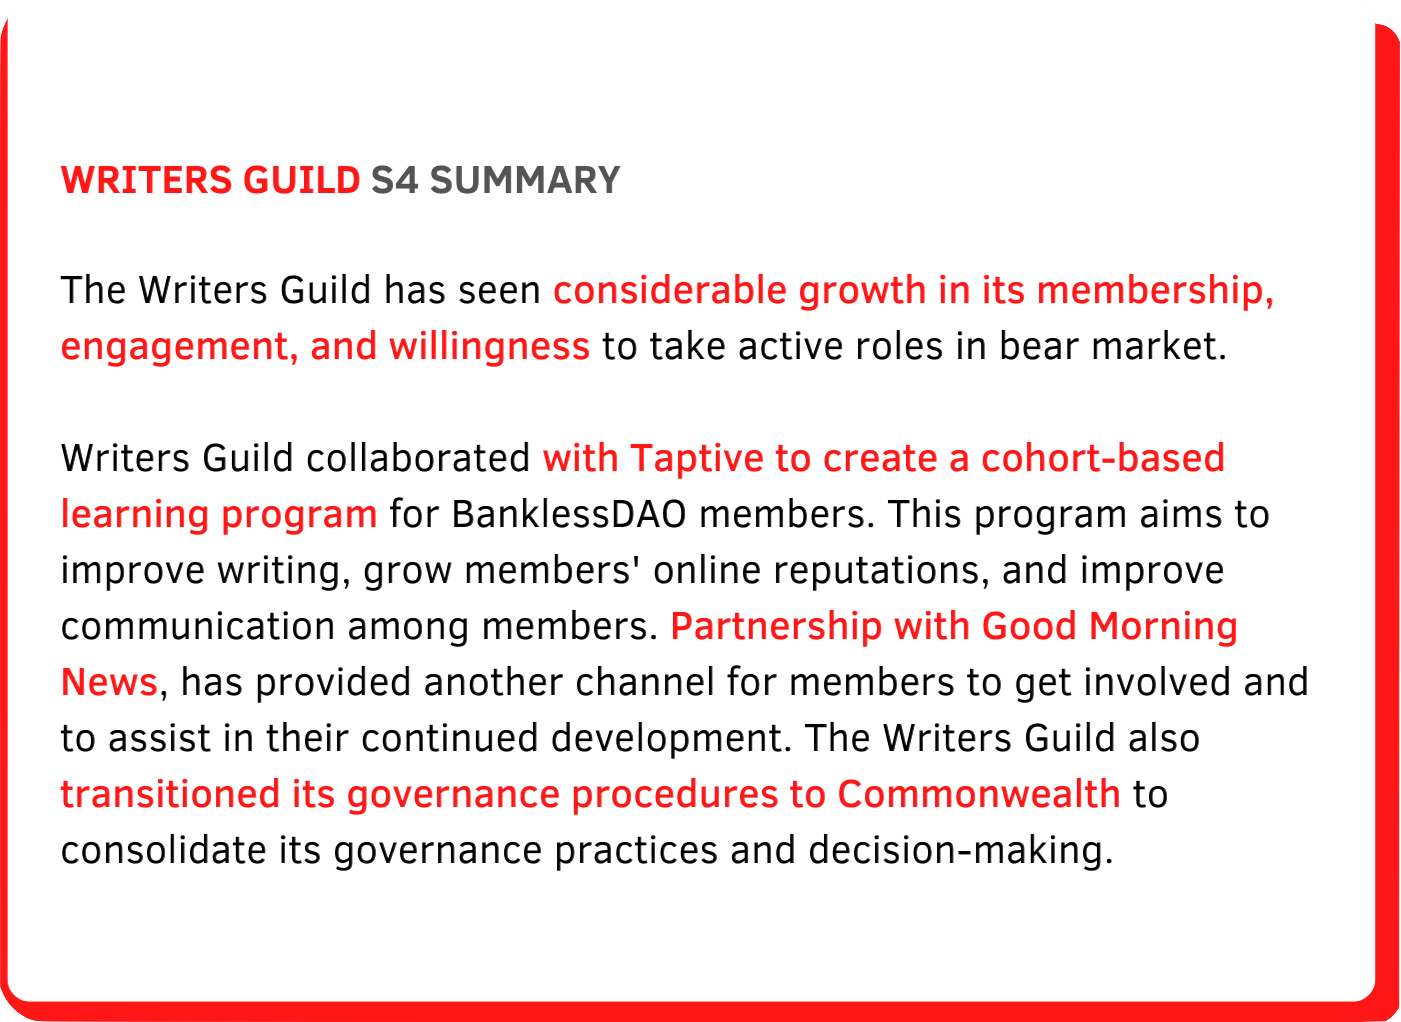 WRITERS GUILD S4 SUMMARY
The Writers Guild has seen considerable growth in its membership,
engagement, and willingness to take active roles in bear market.
Writers Guild collaborated with Taptive to create a cohort-based
learning program for BanklessDAO members. This program aims to
improve writing, grow members' online reputations, and improve
communication among members. Partnership with Good Morning
News, has provided another channel for members to get involved and
to assist in their continued development. The Writers Guild also
transitioned its governance procedures to Commonwealth to
consolidate its governance practices and decision-making.